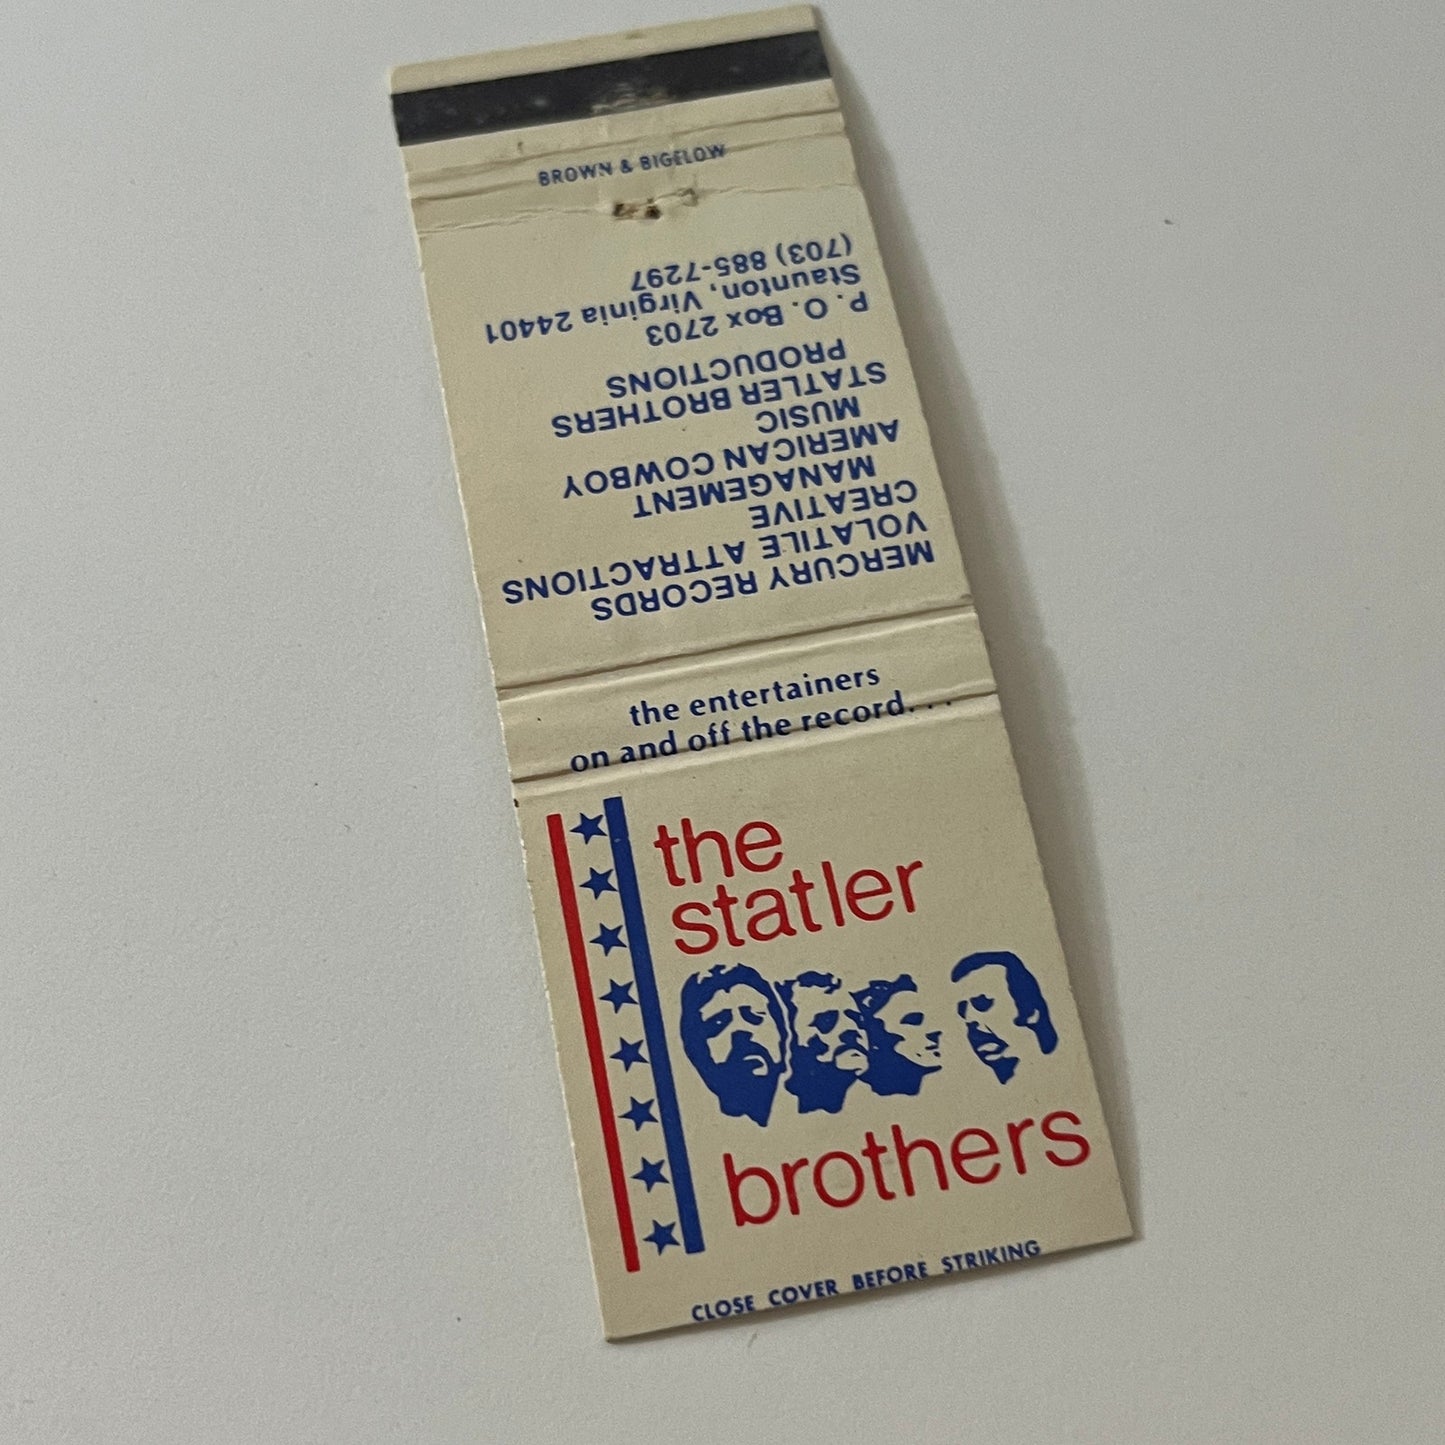 BROWN & BIGELOW
MERCURY RECORDS
VOLATILE ATTRACTIONS
CREATIVE
MANAGEMENT
AMERICAN COWBOY
MUSIC
STATLER BROTHERS
PRODUCTIONS
P. O. Box 2703
Staunton, Virginia 24401
(703) 885-7297
the entertainers
on and off the record. . .
the
statler
brothers
CLOSE COVER BEFORE STRIKING